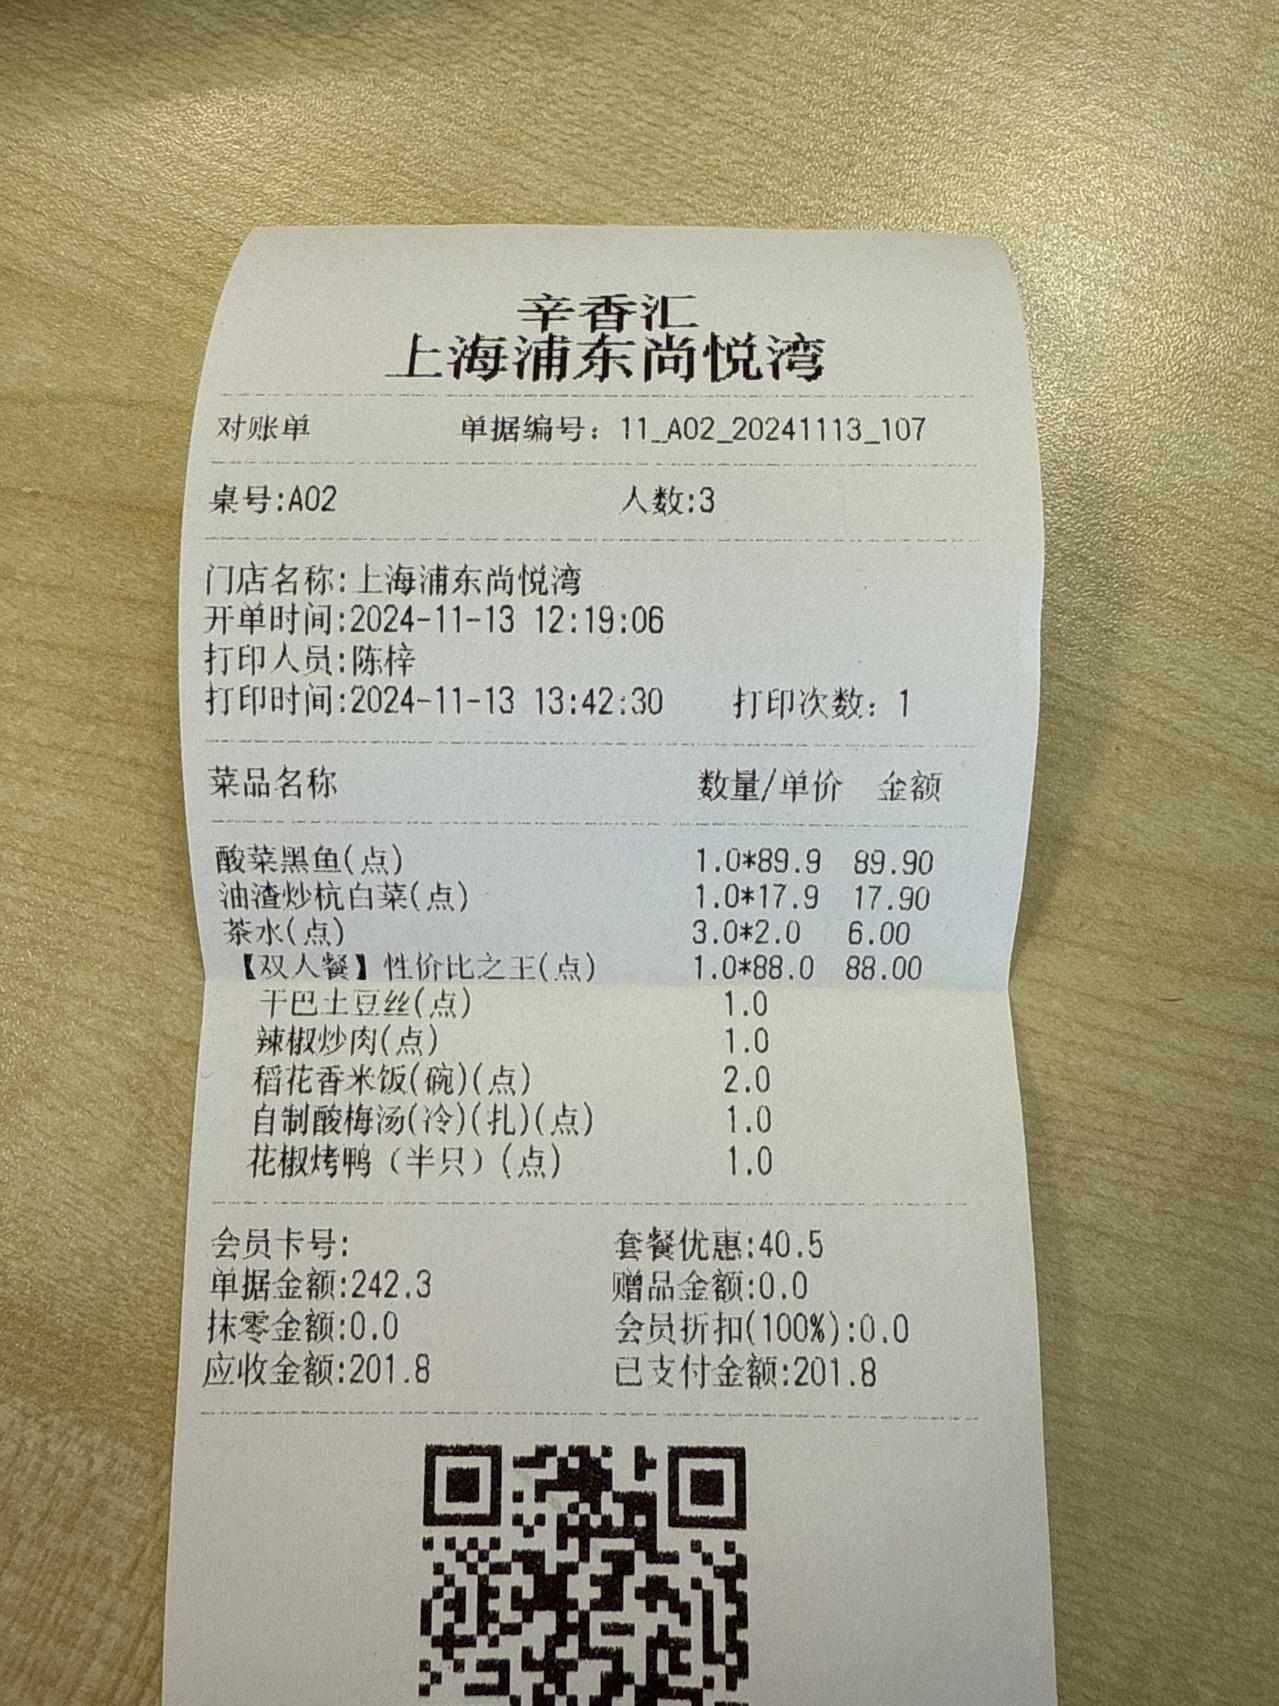 辛香汇
上海浦东尚悦湾
对账单 单据编号：11_A02_20241113_107
桌号:A02 人数:3
门店名称:上海浦东尚悦湾
开单时间:2024-11-13 12:19:06
打印人员:陈梓
打印时间:2024-11-13 13:42:30 打印次数：1
菜品名称 数量/单价 金额
酸菜黑鱼(点) 1.0*89.9 89.90
油渣炒杭白菜(点) 1.0*17.9 17.90
茶水(点) 3.0*2.0 6.00
【双人餐】性价比之王(点) 1.0*88.0 88.00
干巴土豆丝(点) 1.0
辣椒炒肉(点) 1.0
稻花香米饭(碗)(点) 2.0
自制酸梅汤(冷)(扎)(点) 1.0
花椒烤鸭（半只）(点) 1.0
会员卡号: 套餐优惠:40.5
单据金额:242.3 赠品金额:0.0
抹零金额:0.0 会员折扣(100%):0.0
应收金额:201.8 已支付金额:201.8